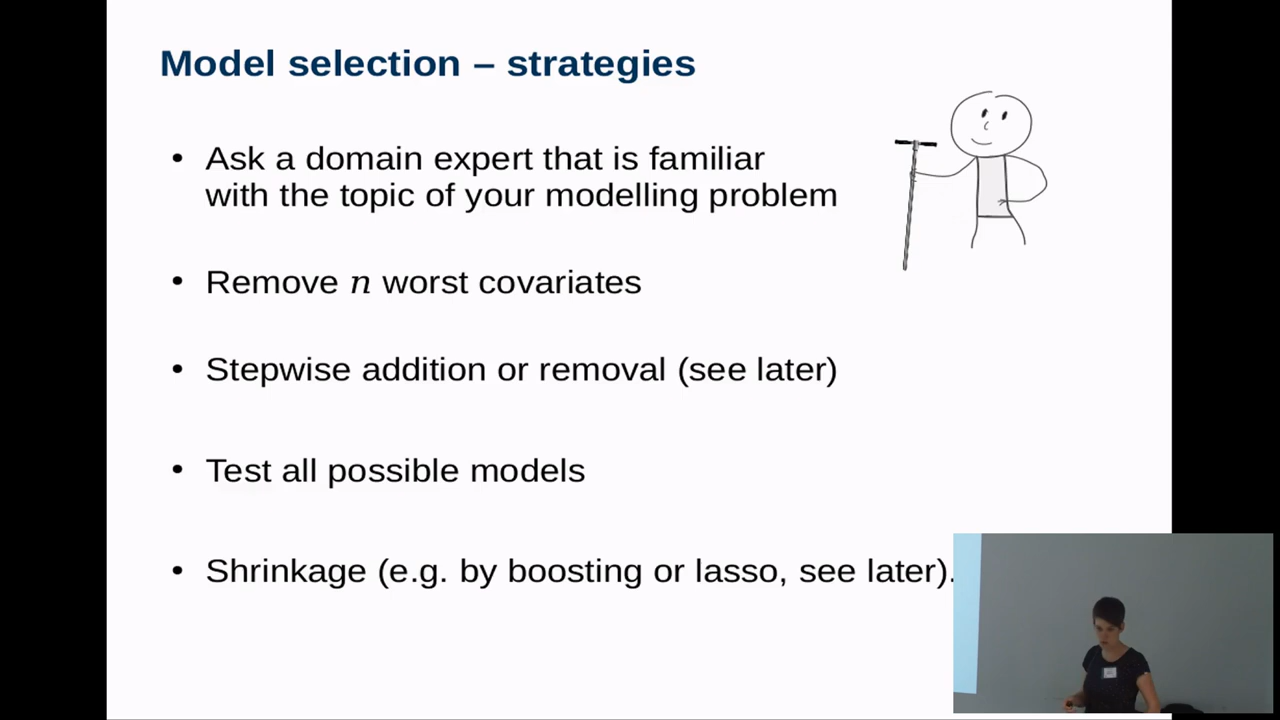 Model selection – strategies
• Ask a domain expert that is familiar
with the topic of your modelling problem
• Remove n worst covariates
• Stepwise addition or removal (see later)
• Test all possible models
• Shrinkage (e.g. by boosting or lasso, see later).